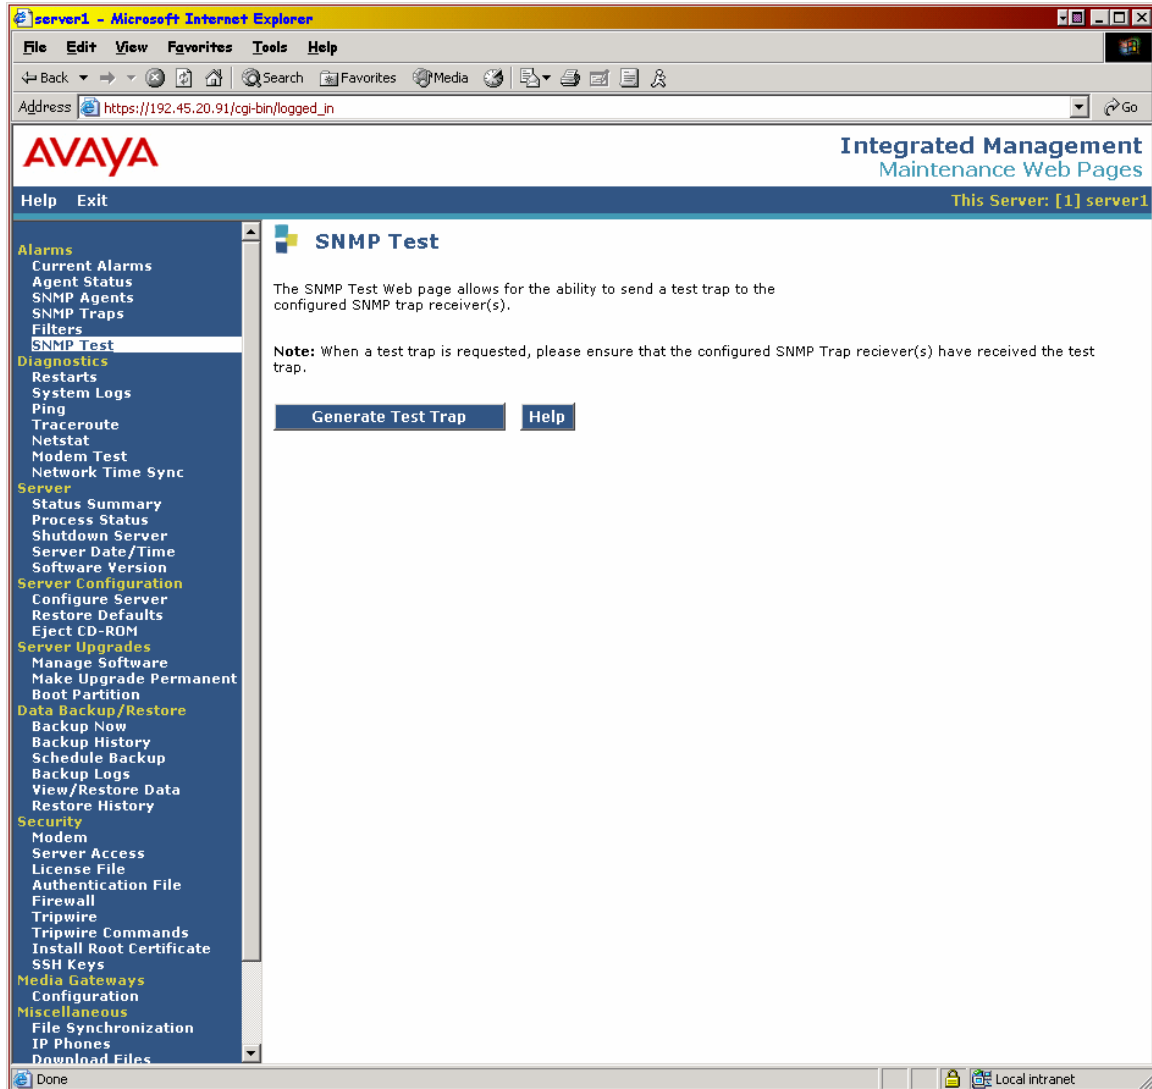 server1 - Microsoft Internet Explorer
File Edit View Favorites Tools Help
Back Search Favorites Media
Address https://192.45.20.91/cgi-bin/logged_in Go
AVAYA
Integrated Management
Maintenance Web Pages
Help Exit
This Server: [1] server1
Alarms
Current Alarms
Agent Status
SNMP Agents
SNMP Traps
Filters
SNMP Test
Diagnostics
Restarts
System Logs
Ping
Traceroute
Netstat
Modem Test
Network Time Sync
Server
Status Summary
Process Status
Shutdown Server
Server Date/Time
Software Version
Server Configuration
Configure Server
Restore Defaults
Eject CD-ROM
Server Upgrades
Manage Software
Make Upgrade Permanent
Boot Partition
Data Backup/Restore
Backup Now
Backup History
Schedule Backup
Backup Logs
View/Restore Data
Restore History
Security
Modem
Server Access
License File
Authentication File
Firewall
Tripwire
Tripwire Commands
Install Root Certificate
SSH Keys
Media Gateways
Configuration
Miscellaneous
File Synchronization
IP Phones
Download Files
SNMP Test
The SNMP Test Web page allows for the ability to send a test trap to the
configured SNMP trap receiver(s).
Note: When a test trap is requested, please ensure that the configured SNMP Trap reciever(s) have received the test
trap.
Generate Test Trap Help
Done Local intranet